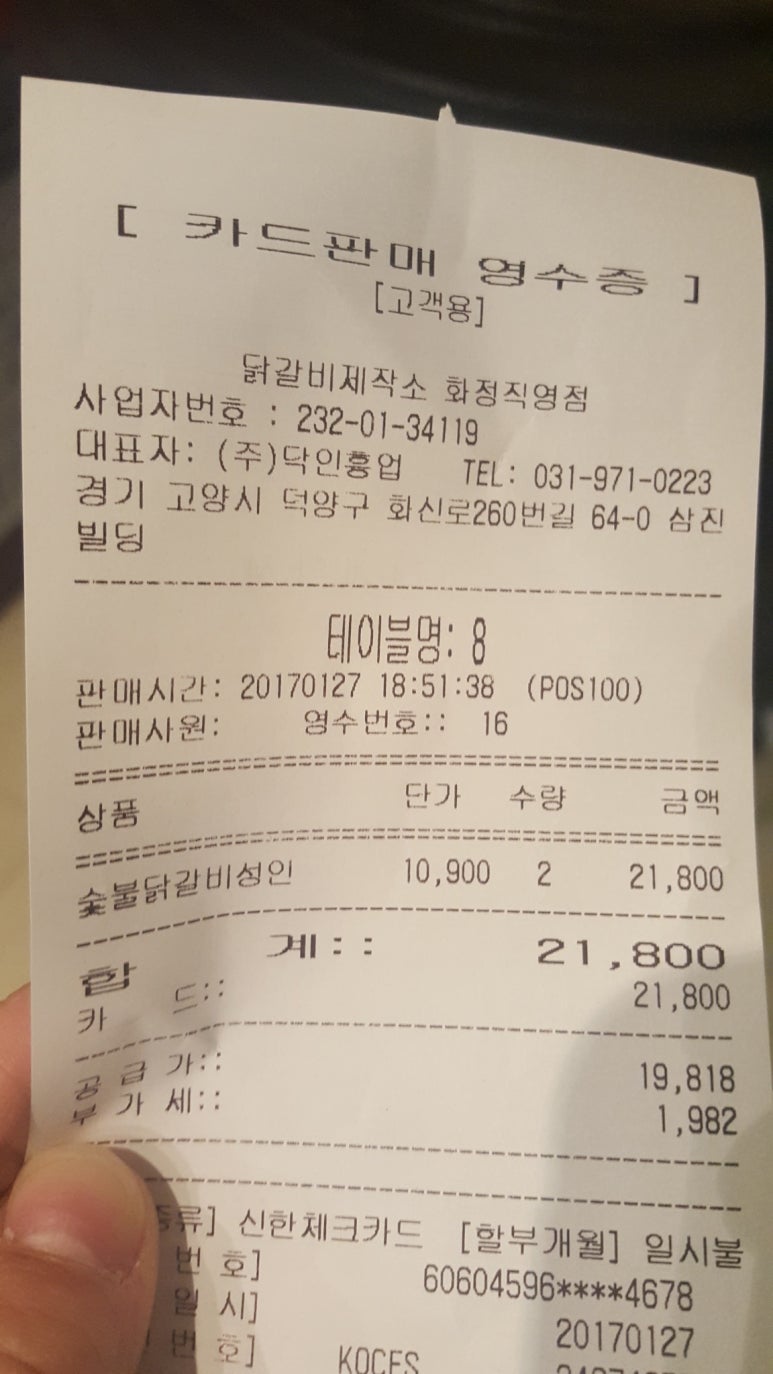 [ 카드판매 영수증 ]
[고객용]
닭갈비제작소 화정직영점
사업자번호 : 232-01-34119
대표자: (주)닥인흥업 TEL: 031-971-0223
경기 고양시 덕양구 화신로260번길 64-0 삼진
빌딩
테이블명: 8
판매시간: 20170127 18:51:38 (POS100)
판매사원: 영수번호:: 16
상품 단가 수량 금액
숯불닭갈비성인 10,900 2 21,800
합 계:: 21,800
카 드:: 21,800
공 급 가:: 19,818
부 가 세:: 1,982
류] 신한체크카드 [할부개월] 일시불
번 호] 60604596****4678
일 시] 20170127
번 호] KOCES